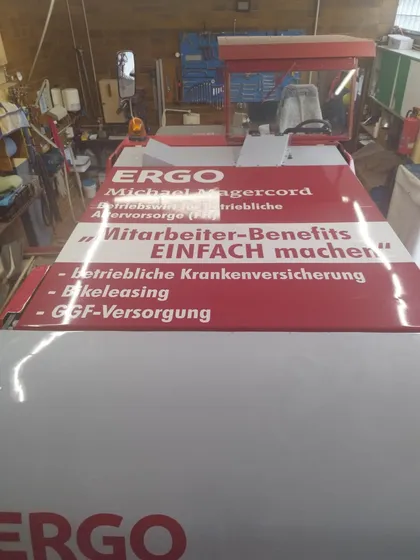 ERGO
Michael Magercord
Betriebswirt für betriebliche
Altervorsorge (FH)
„Mitarbeiter-Benefits
EINFACH machen“
- betriebliche Krankenversicherung
- Bikeleasing
- GGF-Versorgung
ERGO